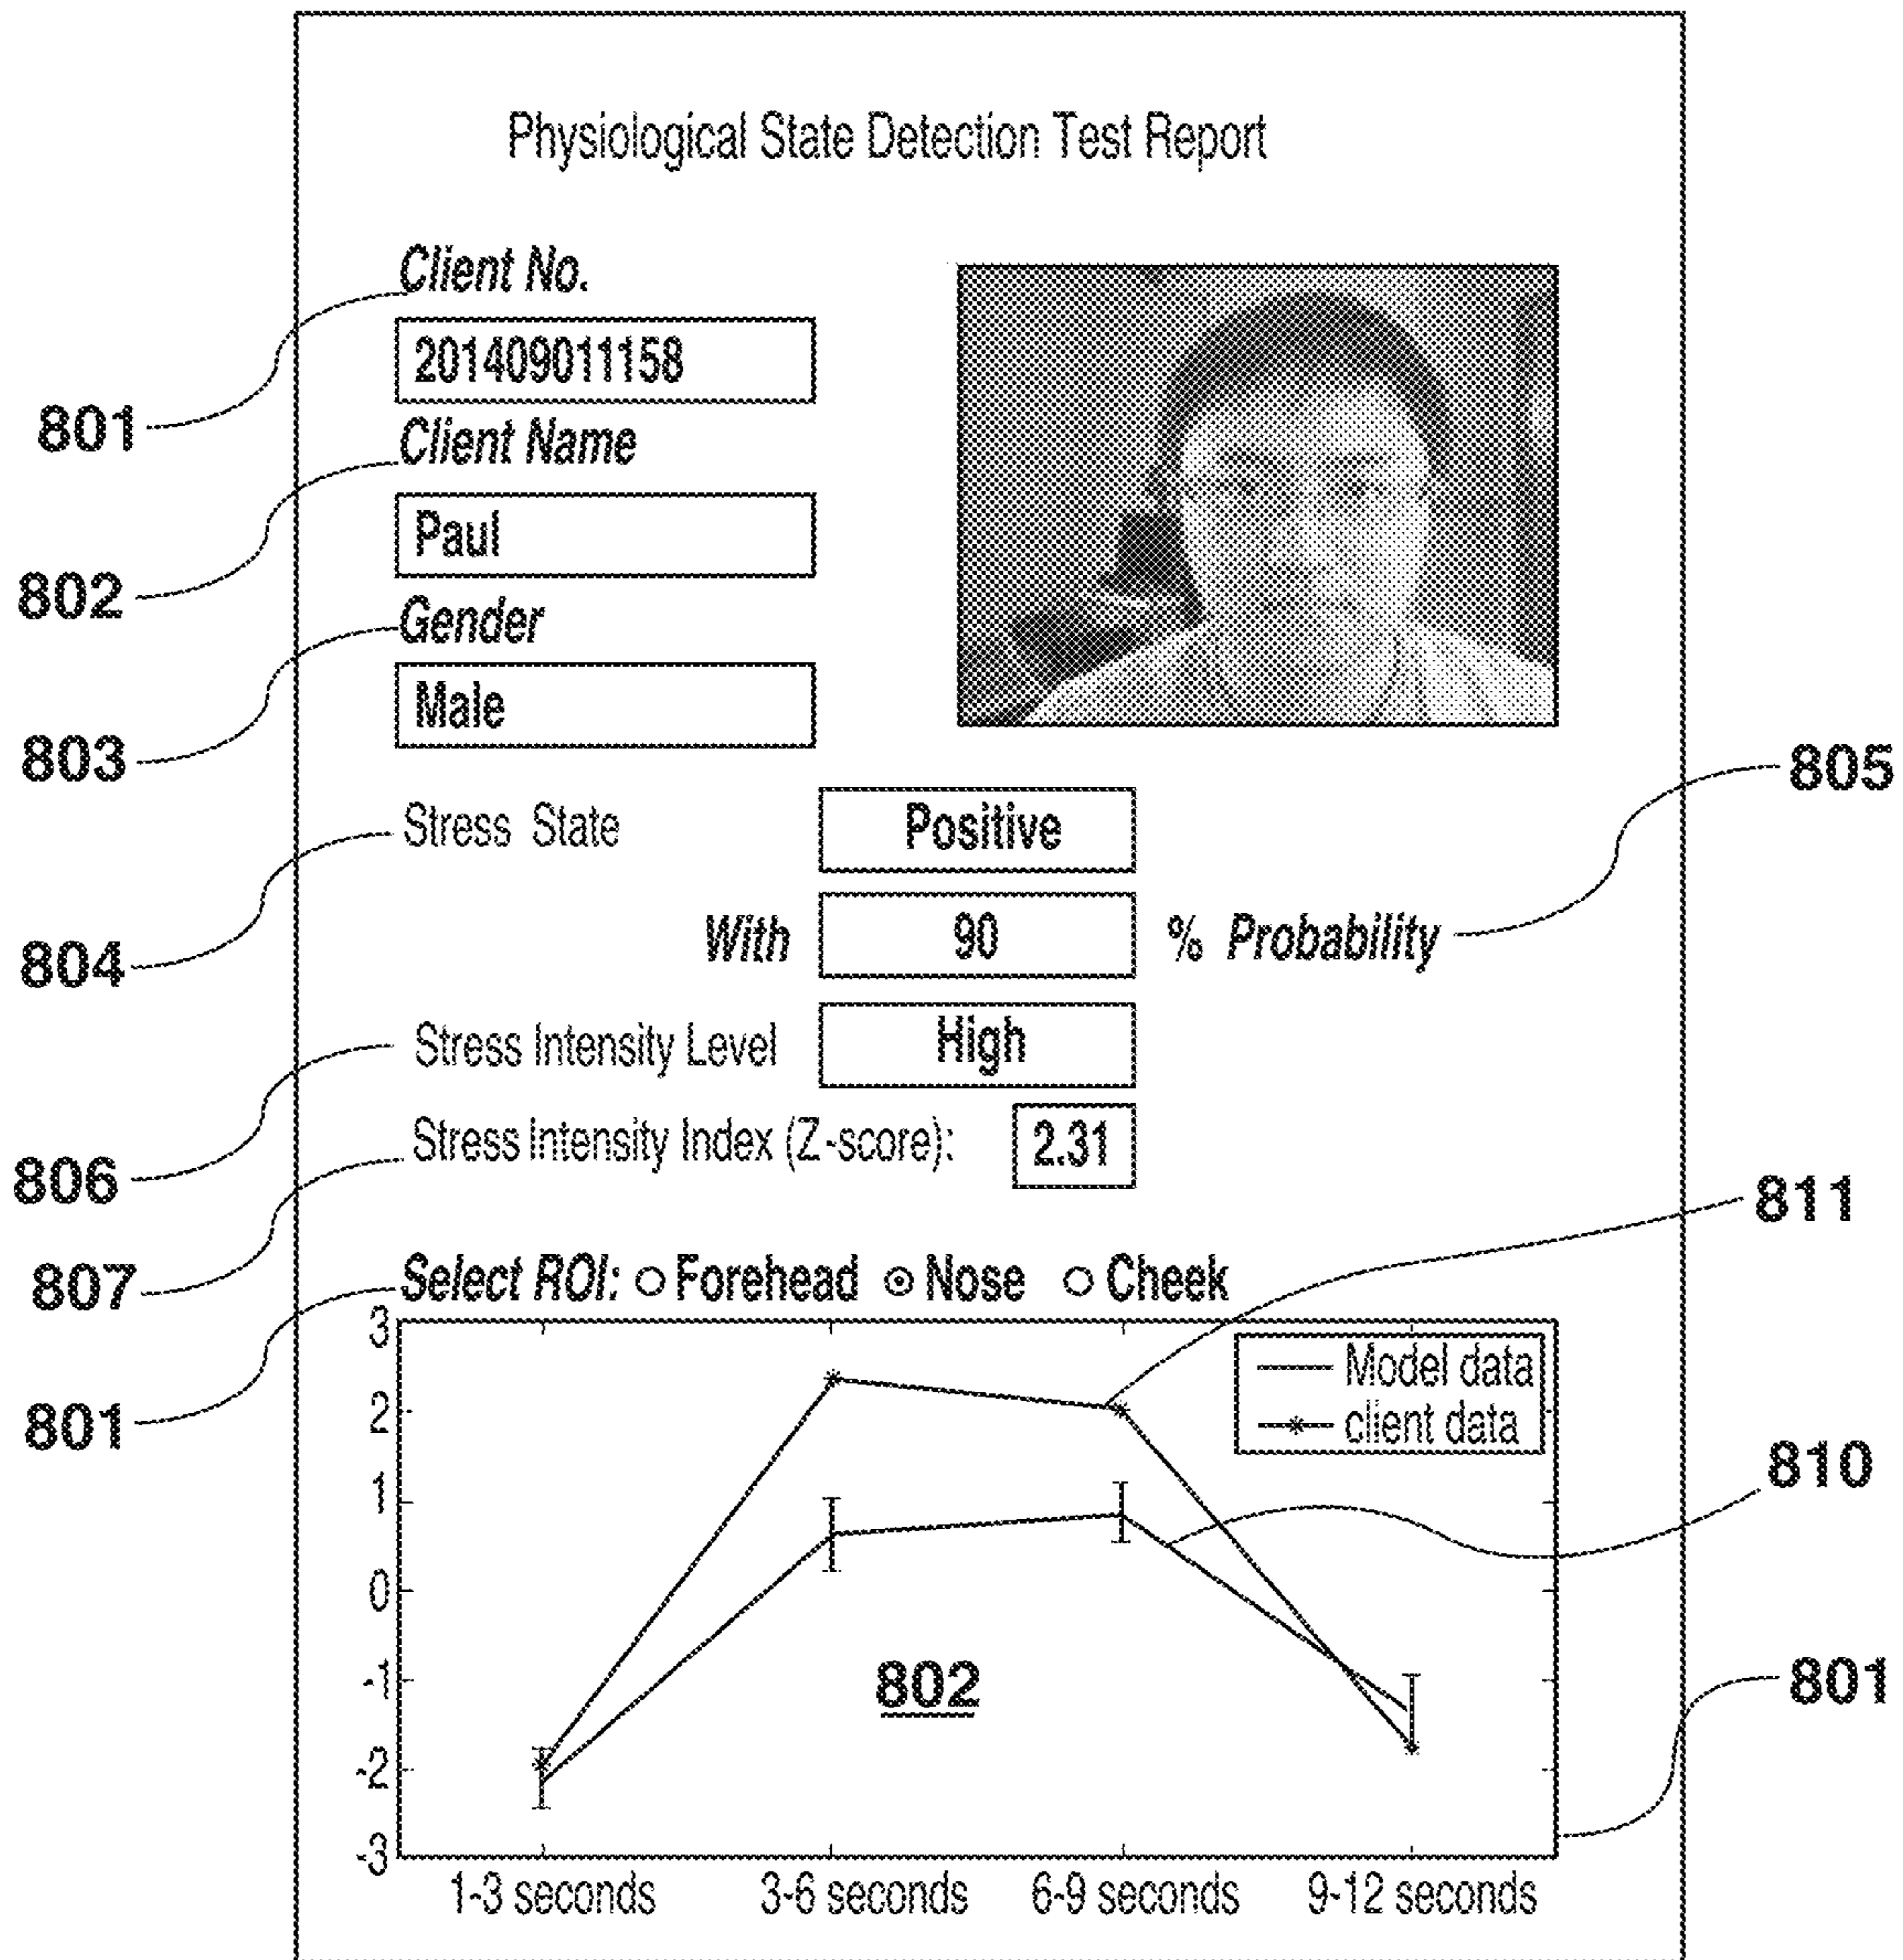 Physiological State Detection Test Report
Client No.
201409011158
801
Client Name
Paul
802
Gender
Male
803
805
Stress State
Positive
804
With 90 % Probability
Stress Intensity Level
High
806
Stress Intensity Index (Z-score):
2.31
811
807
Select ROI: Forehead Nose Cheek
801
3
2
1
0
-1
-2
-3
Model data
client data
810
802
801
1-3 seconds 3-6 seconds 6-9 seconds 9-12 seconds